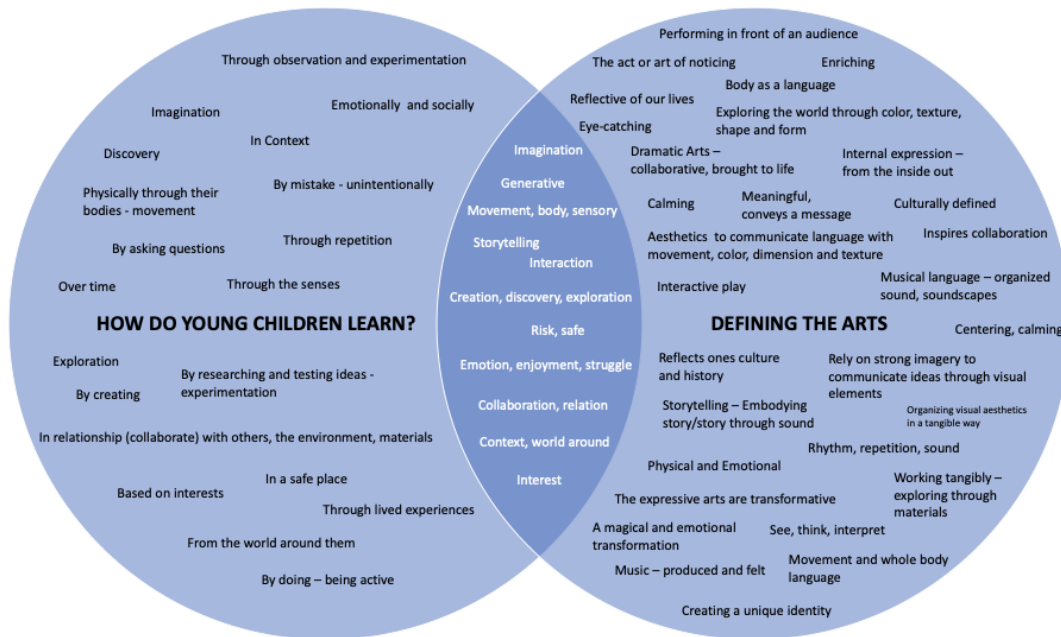 Through observation and experimentation
Imagination
Emotionally  and socially
In Context
Discovery
Physically through their
bodies - movement
By mistake - unintentionally
By asking questions
Through repetition
Over time
Through the senses
HOW DO YOUNG CHILDREN LEARN?
Exploration
By creating
By researching and testing ideas -
experimentation
In relationship (collaborate) with others, the environment, materials
Based on interests
In a safe place
Through lived experiences
From the world around them
By doing – being active
Imagination
Generative
Movement, body, sensory
Storytelling
Interaction
Creation, discovery, exploration
Risk, safe
Emotion, enjoyment, struggle
Collaboration, relation
Context, world around
Interest
Performing in front of an audience
The act or art of noticing
Enriching
Body as a language
Reflective of our lives
Eye-catching
Exploring the world through color, texture,
shape and form
Dramatic Arts –
collaborative, brought to life
Internal expression –
from the inside out
Calming
Meaningful,
conveys a message
Culturally defined
Aesthetics  to communicate language with
movement, color, dimension and texture
Inspires collaboration
Interactive play
Musical language – organized
sound, soundscapes
DEFINING THE ARTS
Centering, calming
Reflects ones culture
and history
Rely on strong imagery to
communicate ideas through visual
elements
Storytelling – Embodying
story/story through sound
Organizing visual aesthetics
in a tangible way
Rhythm, repetition, sound
Physical and Emotional
Working tangibly –
exploring through
materials
The expressive arts are transformative
A magical and emotional
transformation
See, think, interpret
Music – produced and felt
Movement and whole body
language
Creating a unique identity